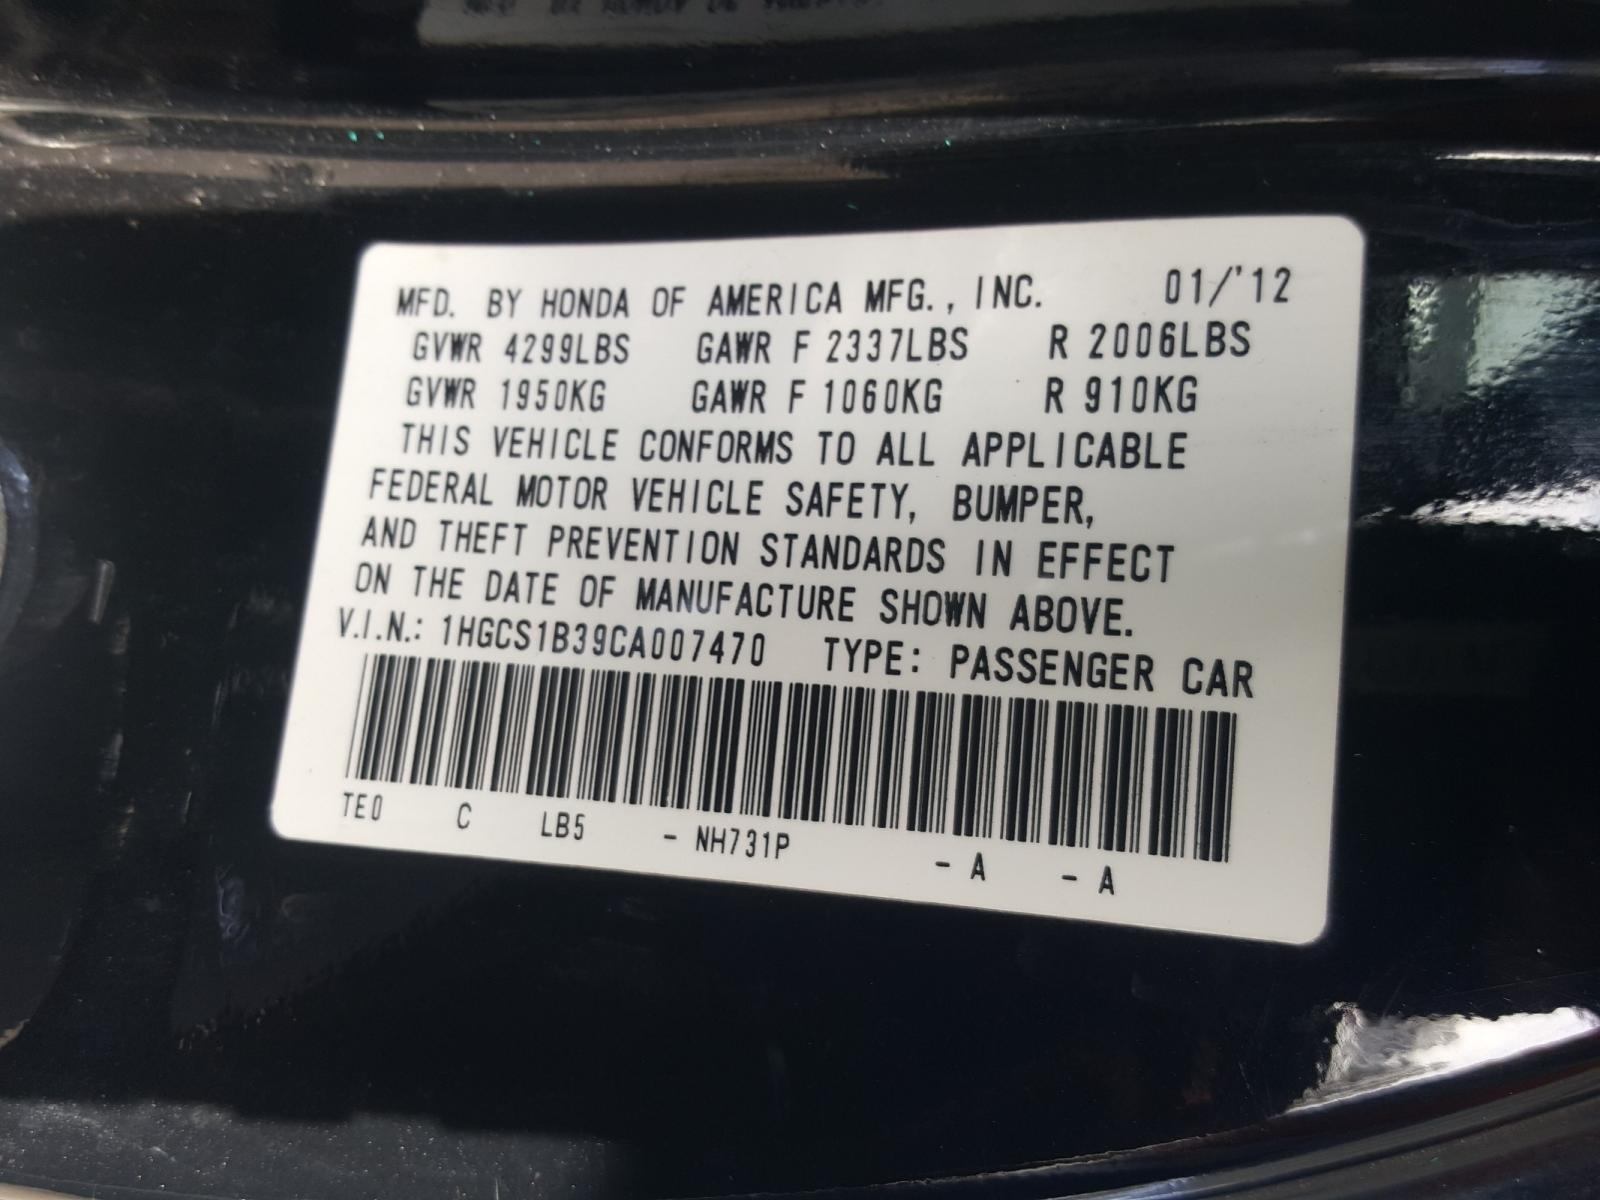 MFD. BY HONDA OF AMERICA MFG., INC. 01/'12
GVWR 4299LBS GAWR F 2337LBS R 2006LBS
GVWR 1950KG GAWR F 1060KG R 910KG
THIS VEHICLE CONFORMS TO ALL APPLICABLE
FEDERAL MOTOR VEHICLE SAFETY, BUMPER,
AND THEFT PREVENTION STANDARDS IN EFFECT
ON THE DATE OF MANUFACTURE SHOWN ABOVE.
V.I.N.: 1HGCS1B39CA007470 TYPE: PASSENGER CAR
TE0 C LB5 - NH731P - A - A